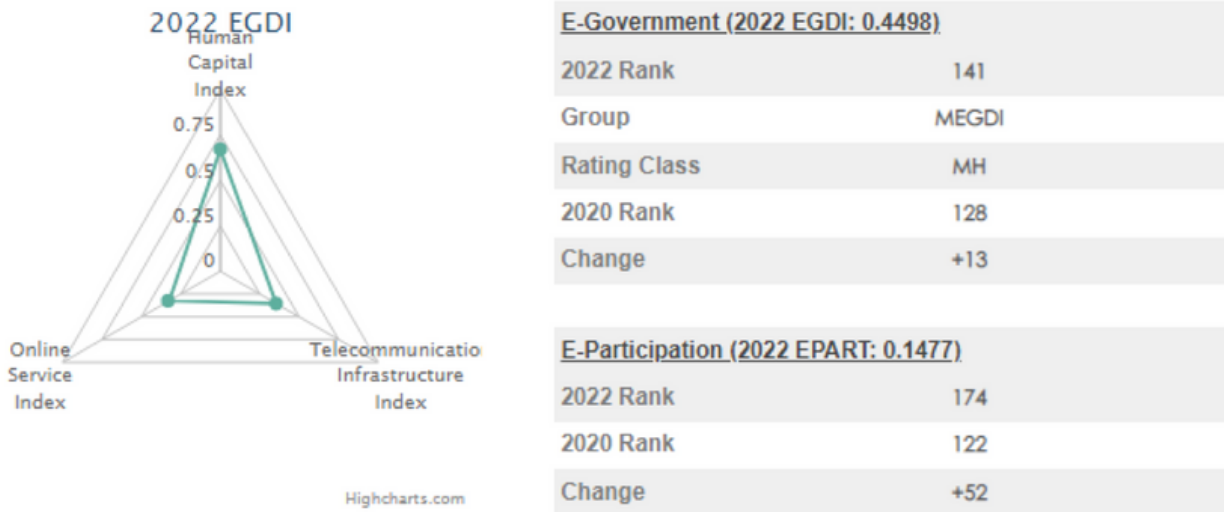 2022 EGDI
Human
Capital
Index
0.75
0.5
0.25
0
Online
Service
Index
Telecommunicatio
Infrastructure
Index
Highcharts.com
E-Government (2022 EGDI: 0.4498)
2022 Rank 141
Group MEGDI
Rating Class MH
2020 Rank 128
Change +13
E-Participation (2022 EPART: 0.1477)
2022 Rank 174
2020 Rank 122
Change +52